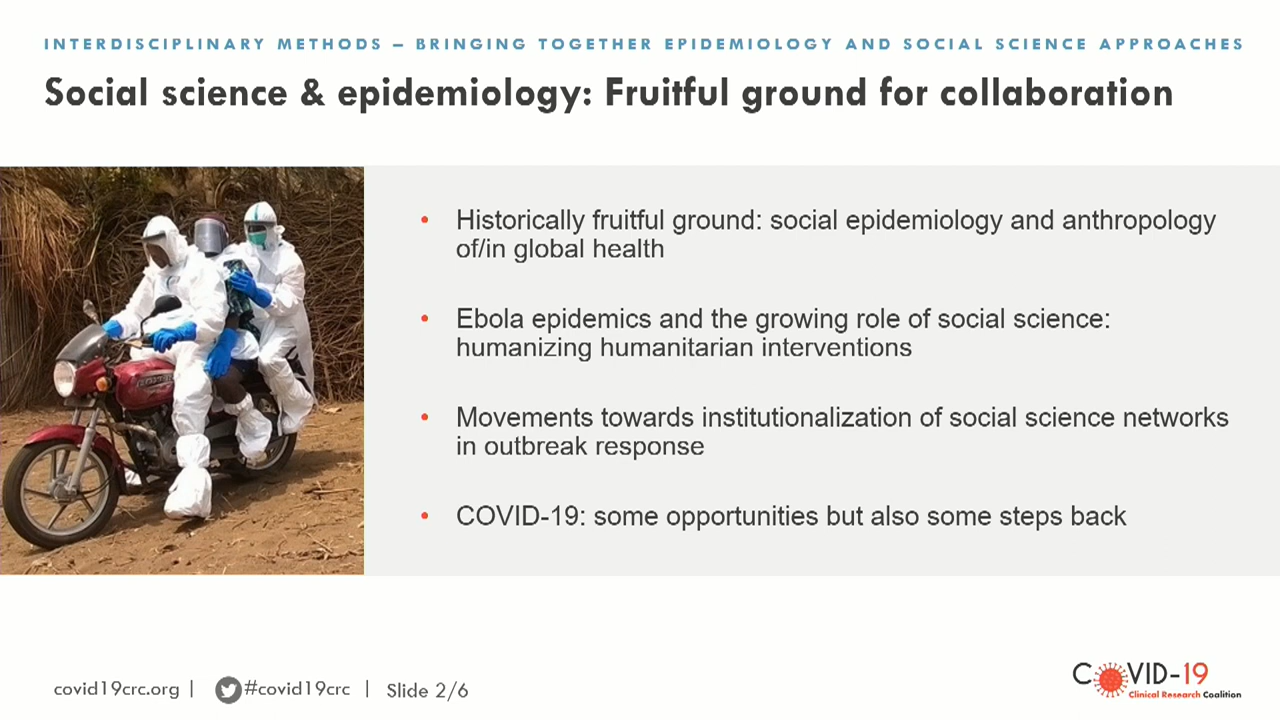 INTERDISCIPLINARY METHODS – BRINGING TOGETHER EPIDEMIOLOGY AND SOCIAL SCIENCE APPROACHES
Social science & epidemiology: Fruitful ground for collaboration
• Historically fruitful ground: social epidemiology and anthropology
of/in global health
• Ebola epidemics and the growing role of social science:
humanizing humanitarian interventions
• Movements towards institutionalization of social science networks
in outbreak response
• COVID-19: some opportunities but also some steps back
covid19crc.org | #covid19crc | Slide 2/6
COVID-19
Clinical Research Coalition